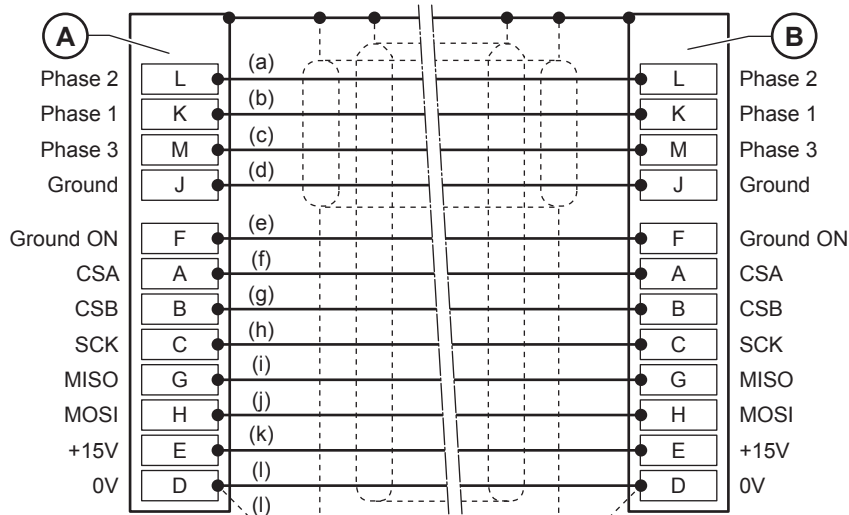 A B
Phase 2 L (a) L Phase 2
Phase 1 K (b) K Phase 1
Phase 3 M (c) M Phase 3
Ground J (d) J Ground
Ground ON F (e) F Ground ON
CSA A (f) A CSA
CSB B (g) B CSB
SCK C (h) C SCK
MISO G (i) G MISO
MOSI H (j) H MOSI
+15V E (k) E +15V
0V D (l) D 0V
(l)